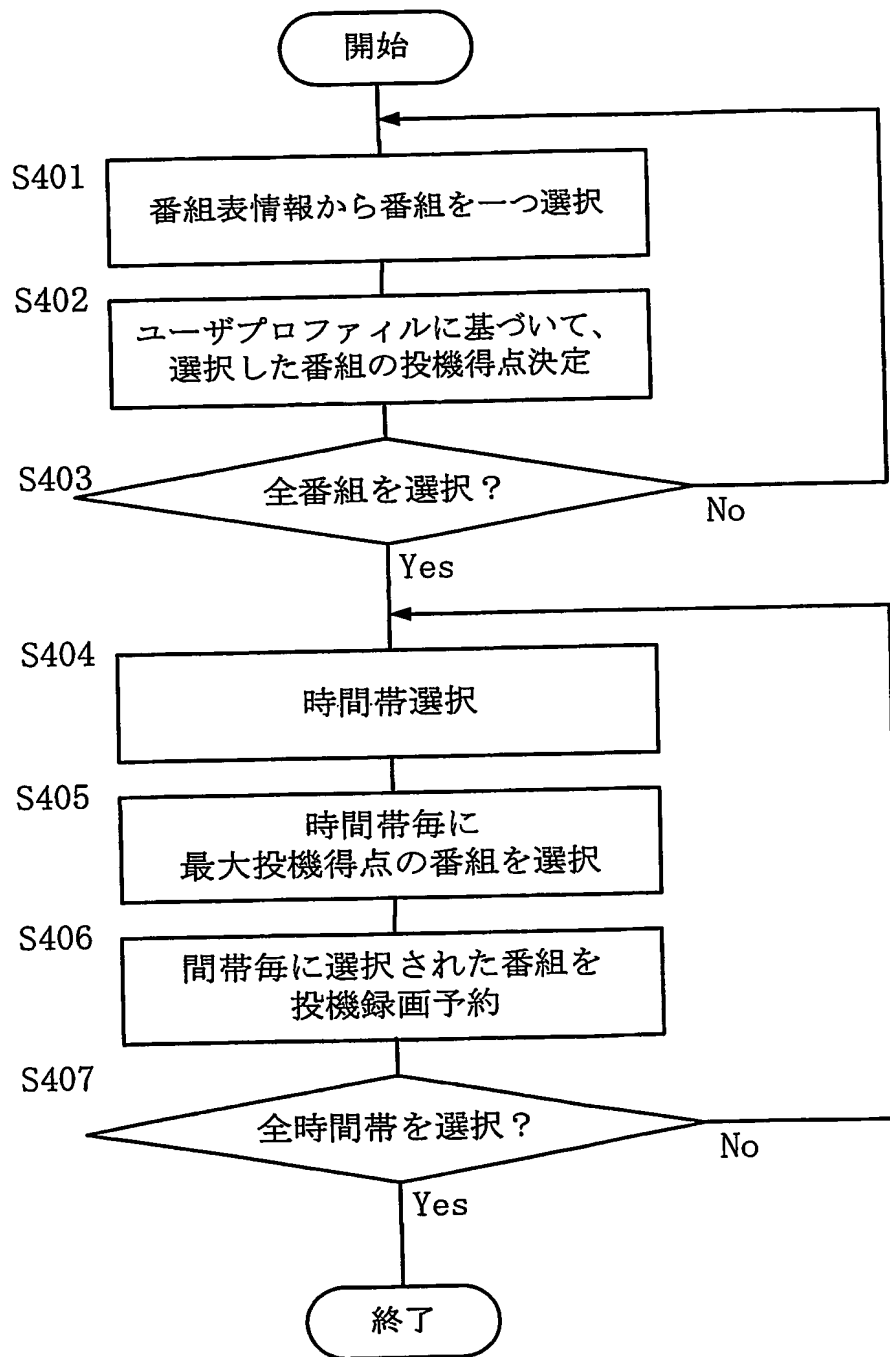 開始
S401
番組表情報から番組を一つ選択
S402
ユーザプロファイルに基づいて、
選択した番組の投機得点決定
S403
全番組を選択？
No
Yes
S404
時間帯選択
S405
時間帯毎に
最大投機得点の番組を選択
S406
間帯毎に選択された番組を
投機録画予約
S407
全時間帯を選択？
No
Yes
終了